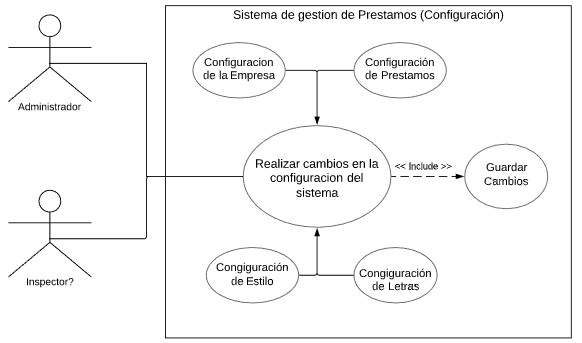 Sistema de gestion de Prestamos (Configuración)
Configuracion
de la Empresa
Configuración
de Prestamos
Administrador
Realizar cambios en la
configuracion del
sistema
<< Include >>
Guardar
Cambios
Inspector?
Congiguración
de Estilo
Congiguración
de Letras